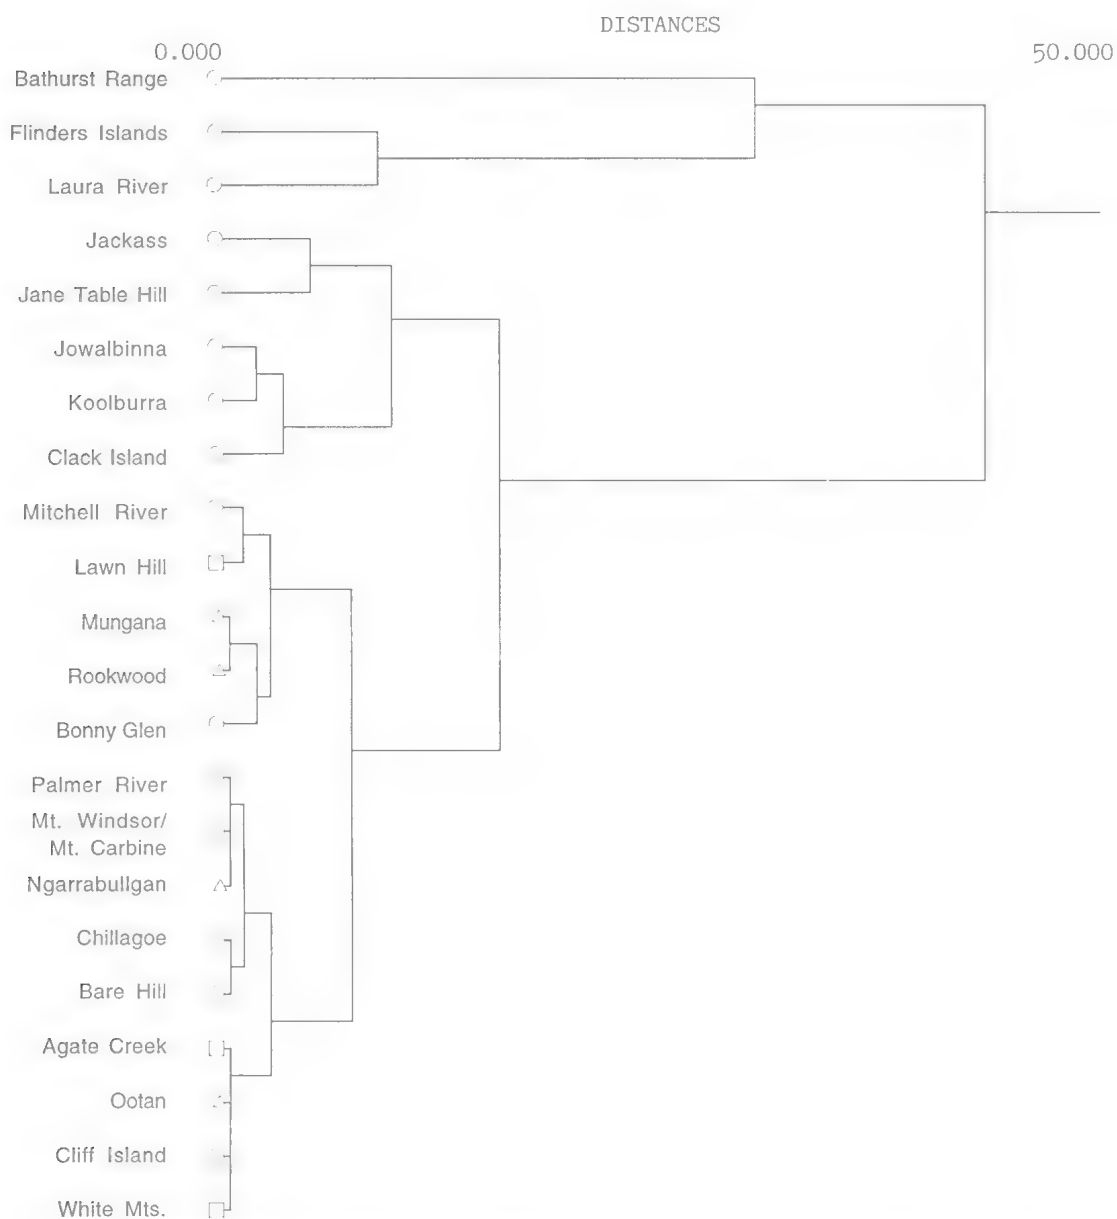 DISTANCES
0.000 50.000
Bathurst Range
Flinders Islands
Laura River
Jackass
Jane Table Hill
Jowalbinna
Koolburra
Clack Island
Mitchell River
Lawn Hill
Mungana
Rookwood
Bonny Glen
Palmer River
Mt. Windsor/
Mt. Carbine
Ngarrabullgan
Chillagoe
Bare Hill
Agate Creek
Ootan
Cliff Island
White Mts.